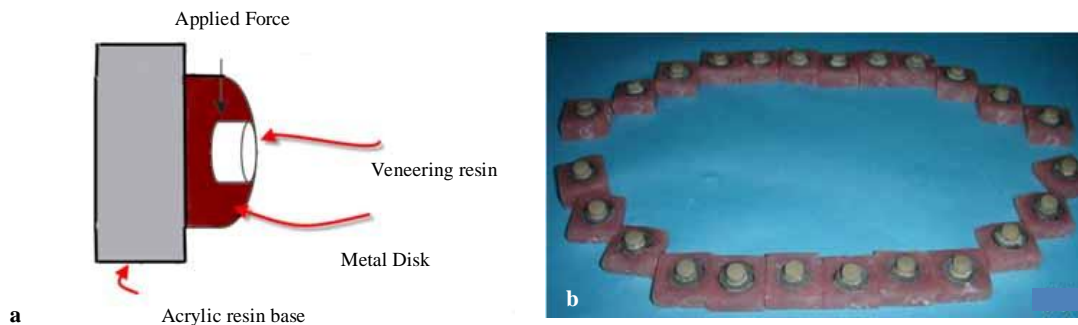 Applied Force
Veneering resin
Metal Disk
Acrylic resin base
a
b